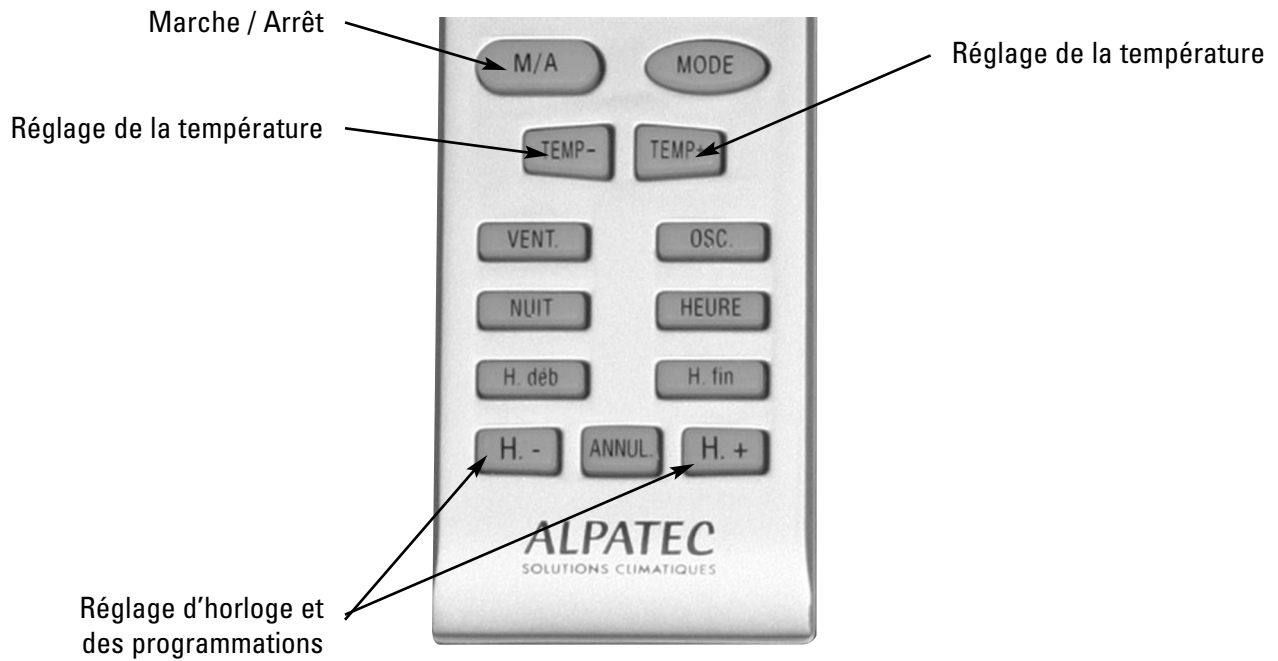 Marche / Arrêt
M/A
MODE
Réglage de la température
Réglage de la température
TEMP-
TEMP+
VENT.
OSC.
NUIT
HEURE
H. déb
H. fin
H. -
ANNUL.
H. +
ALPATEC
SOLUTIONS CLIMATIQUES
Réglage d'horloge et
des programmations